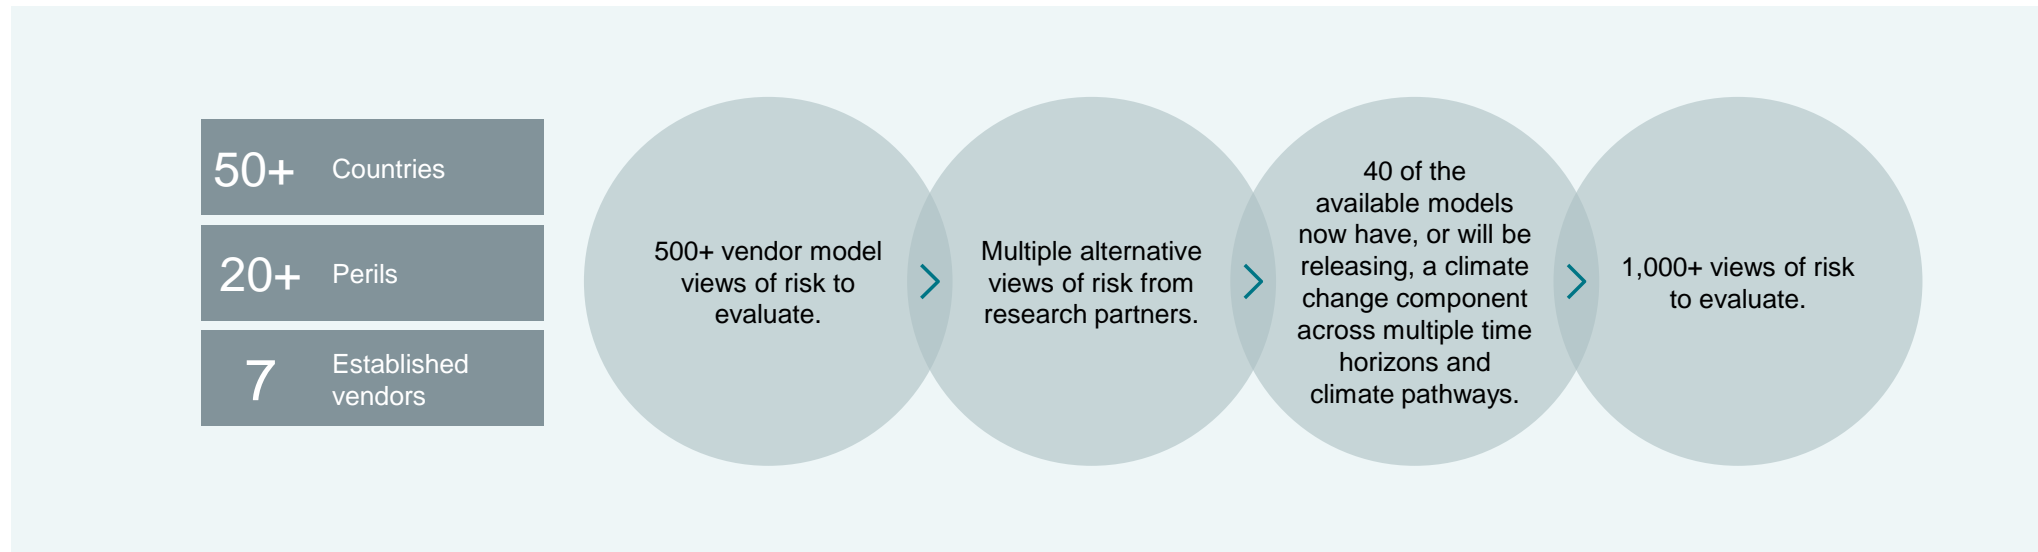 50+
Countries
20+
Perils
7
Established
vendors
500+ vendor model
views of risk to
evaluate.
Multiple alternative
views of risk from
research partners.
40 of the
available models
now have, or will be
releasing, a climate
change component
across multiple time
horizons and
climate pathways.
1,000+ views of risk
to evaluate.